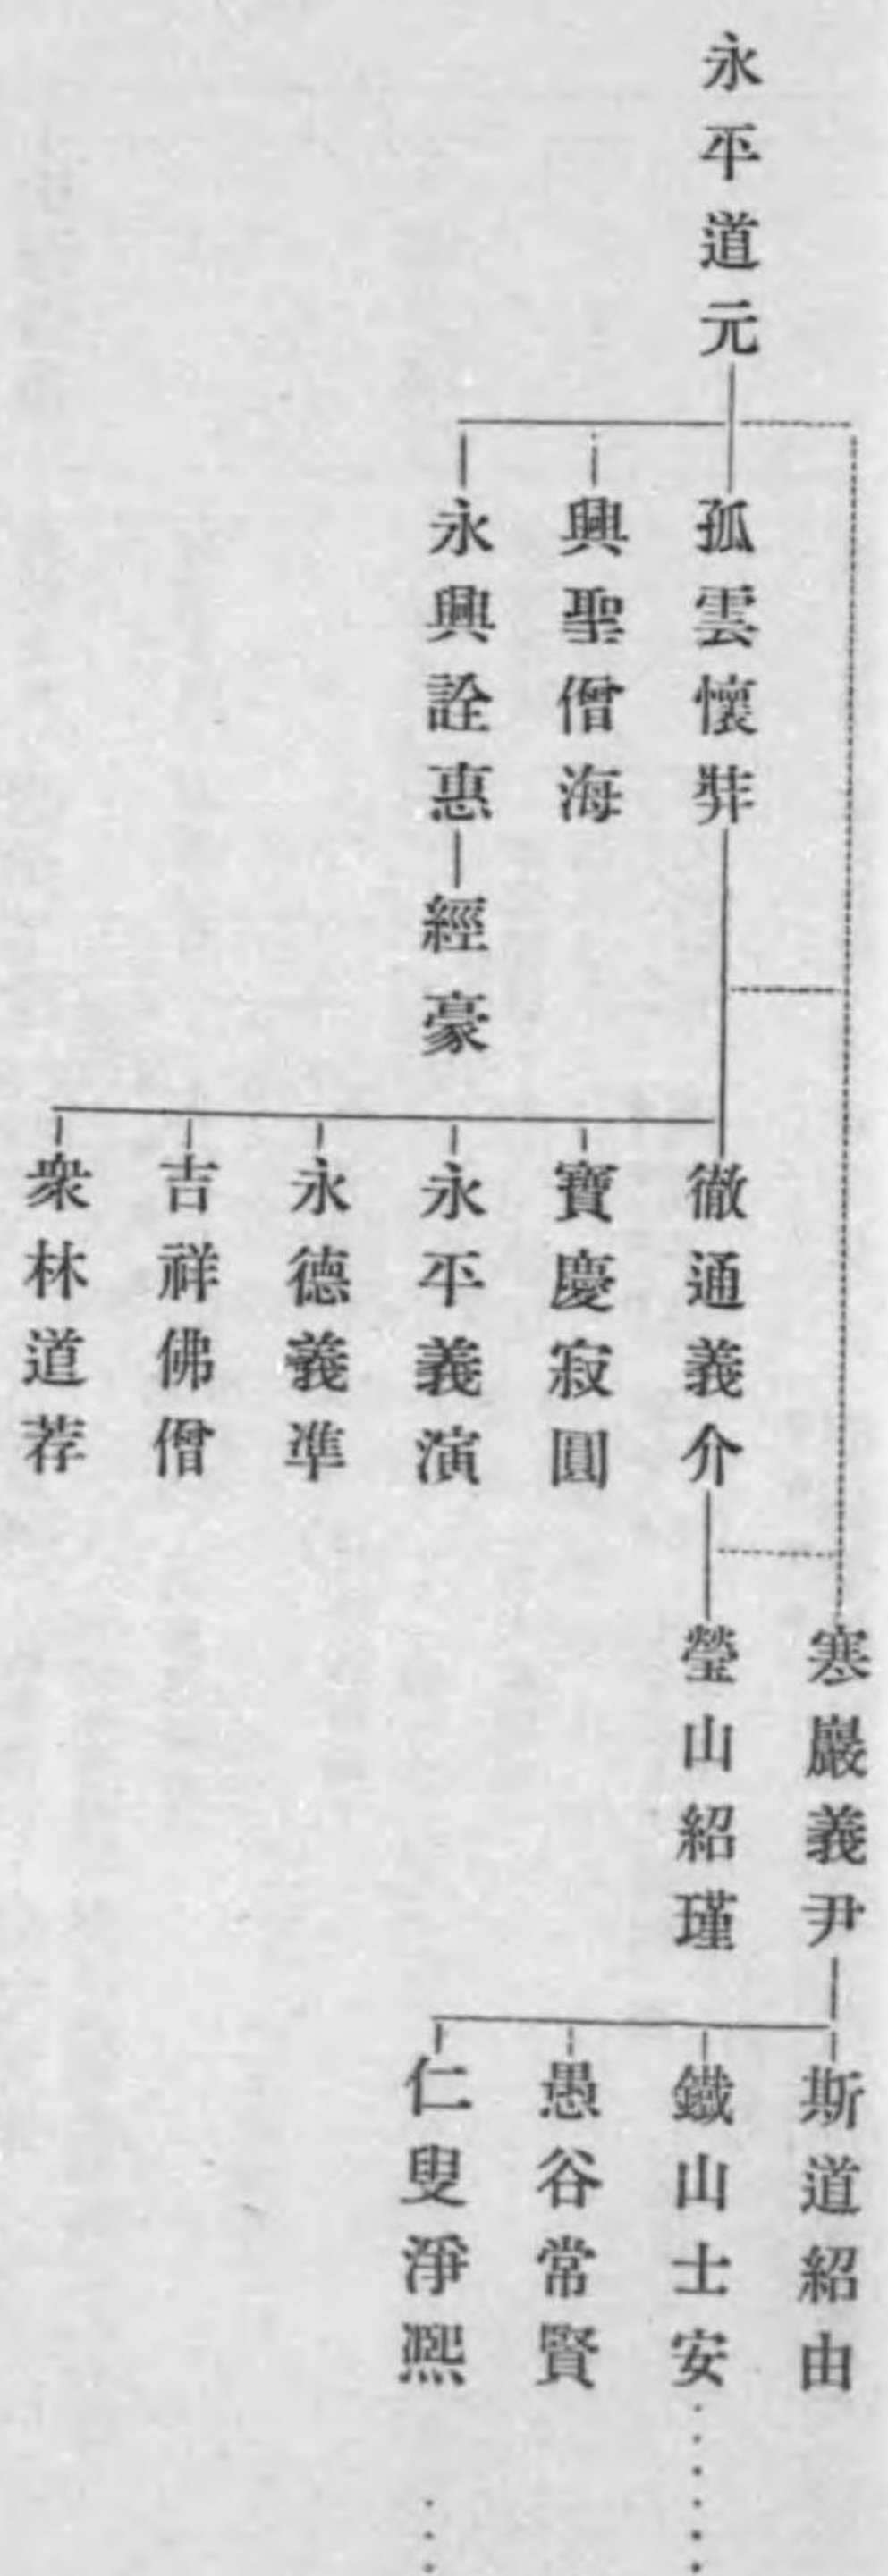 永平道元
孤雲懷弉
興聖僧海
永興詮惠
經豪
徹通義介
寶慶寂圓
永平義演
永德義準
吉祥佛僧
衆林道荐
寒巖義尹
瑩山紹瑾
斯道紹由
鐵山士安
愚谷常賢
仁叟淨熈